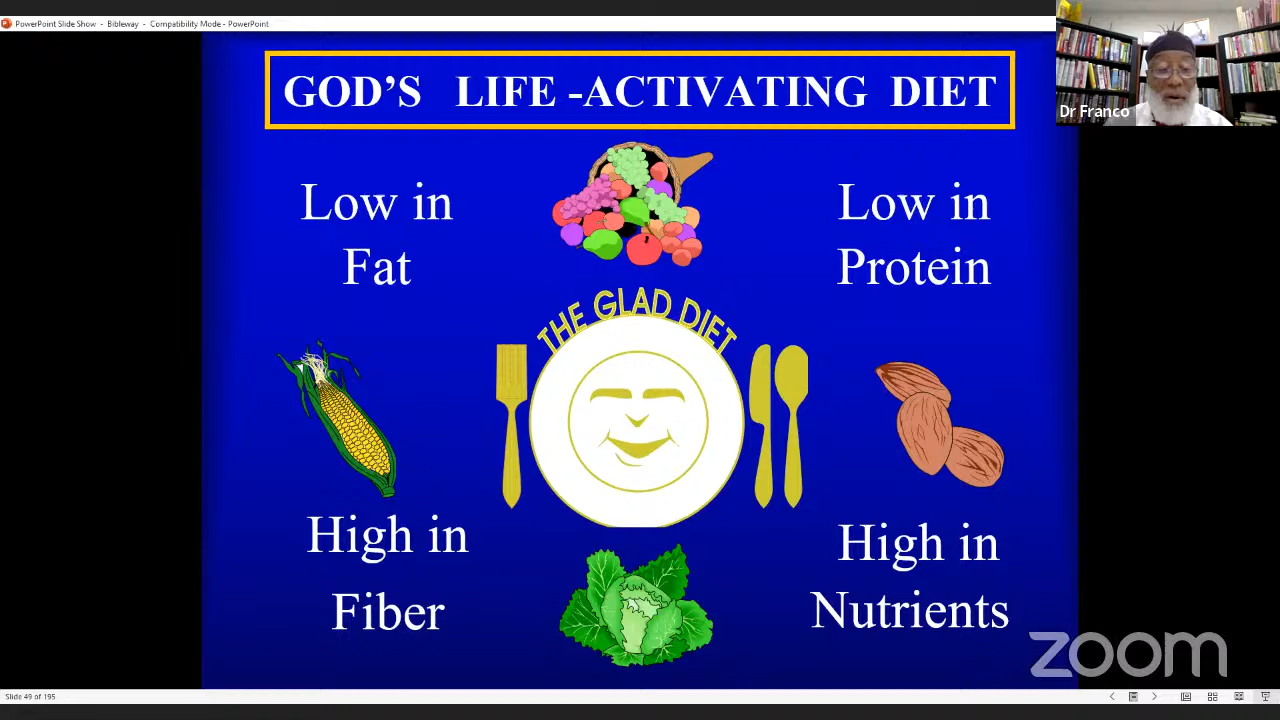 PowerPoint Slide Show - Bibleway - Compatibility Mode - PowerPoint
Dr Franco
GOD'S LIFE -ACTIVATING DIET
Low in
Fat
Low in
Protein
THE GLAD DIET
High in
Fiber
High in
Nutrients
zoom
Slide 49 of 195